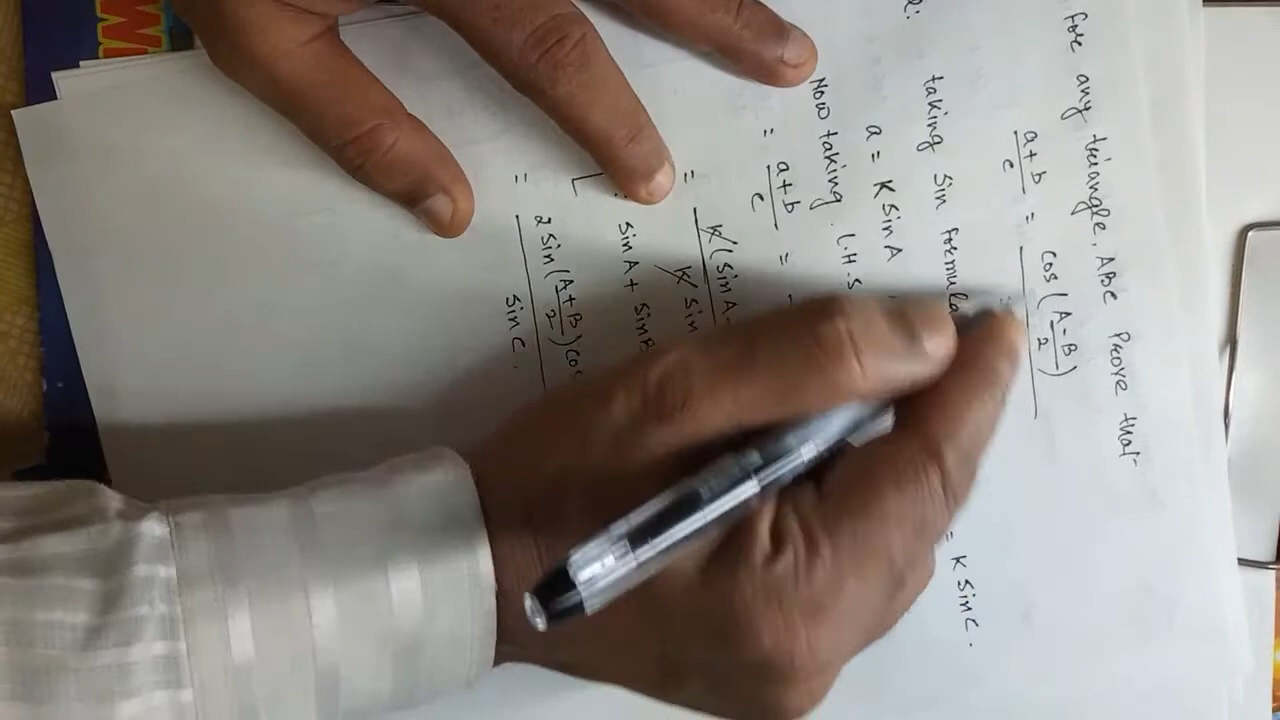 for any triangle, ABC prove that
a+b/c = cos(A-B/2)
taking sin formula
a = K sin A = K sin C.
Now taking L.H.S
= a+b/c =
= K(sin A / K sin
∵ sin A + sin B
= 2 sin(A+B/2) cos / sin C.